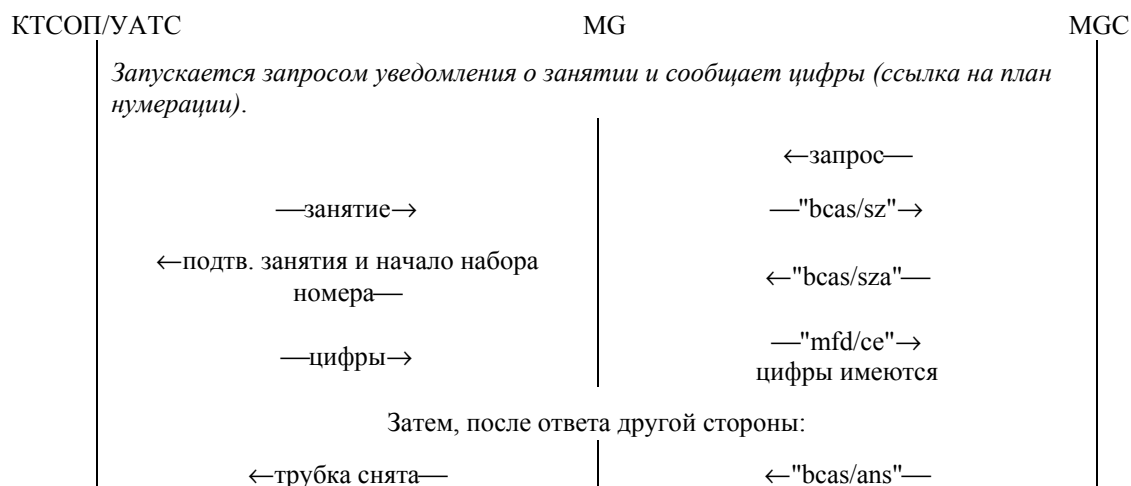 КТСОП/УАТС MG MGC
Запускается запросом уведомления о занятии и сообщает цифры (ссылка на план
нумерации).
←запрос—
—занятие→ —"bcas/sz"→
←подтв. занятия и начало набора
номера— ←"bcas/sza"—
—цифры→ —"mfd/ce"→
цифры имеются
Затем, после ответа другой стороны:
←трубка снята— ←"bcas/ans"—